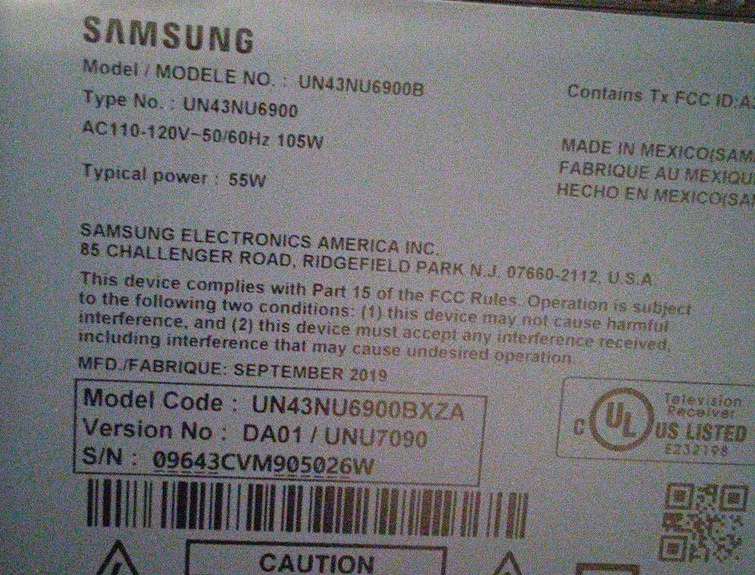 SAMSUNG
Model / MODELE NO. : UN43NU6900B
Type No. : UN43NU6900
AC110-120V~50/60Hz 105W
Typical power : 55W
Contains Tx FCC ID:A
MADE IN MEXICO(SAM
FABRIQUE AU MEXIQU
HECHO EN MEXICO(SA
SAMSUNG ELECTRONICS AMERICA INC.
85 CHALLENGER ROAD, RIDGEFIELD PARK N.J. 07660-2112, U.S.A
This device complies with Part 15 of the FCC Rules. Operation is subject
to the following two conditions: (1) this device may not cause harmful
interference, and (2) this device must accept any interference received,
including interference that may cause undesired operation.
MFD./FABRIQUE: SEPTEMBER 2019
Model Code : UN43NU6900BXZA
Version No : DA01 / UNU7090
S/N : 09643CVM905026W
C UL US LISTED
Television
Receiver
E232198
CAUTION